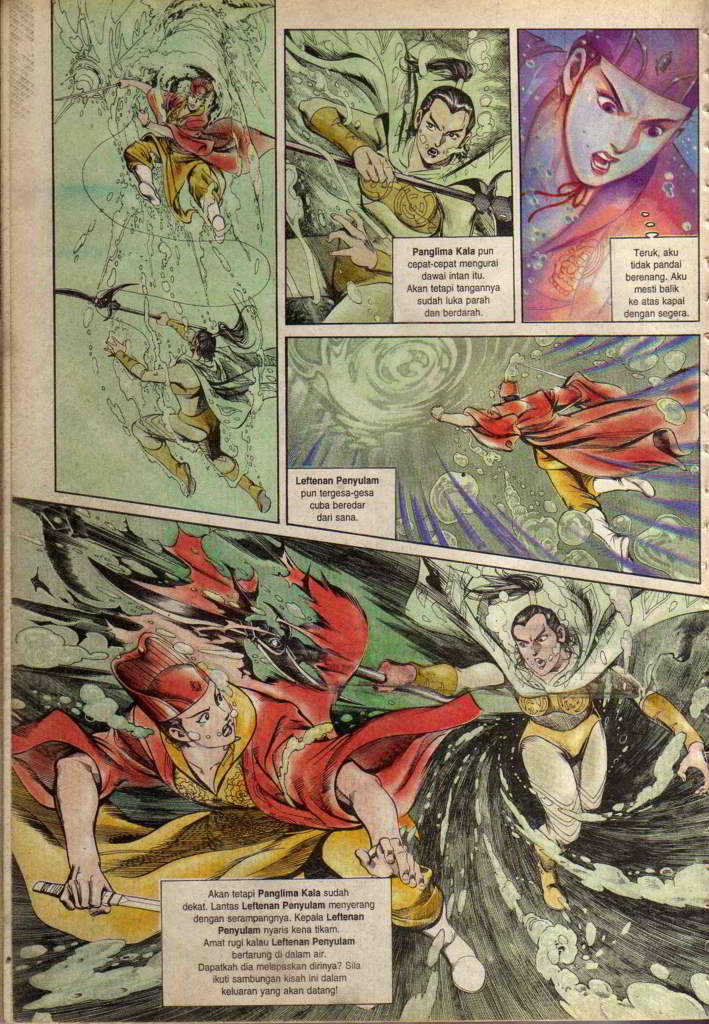 Panglima Kala pun
cepat-cepat mengurai
dawai intan itu.
Akan tetapi tangannya
sudah luka parah
dan berdarah.
Teruk, aku
tidak pandai
berenang. Aku
mesti balik
ke atas kapal
dengan segera.
Leftenan Penyulam
pun tergesa-gesa
cuba beredar
dari sana.
Akan tetapi Panglima Kala sudah
dekat. Lantas Leftenan Penyulam menyerang
dengan serampangnya. Kepala Leftenan
Penyulam nyaris kena tikam.
Amat rugi kalau Leftenan Penyulam
bertarung di dalam air.
Dapatkah dia melepaskan dirinya? Sila
ikuti sambungan kisah ini dalam
keluaran yang akan datang!